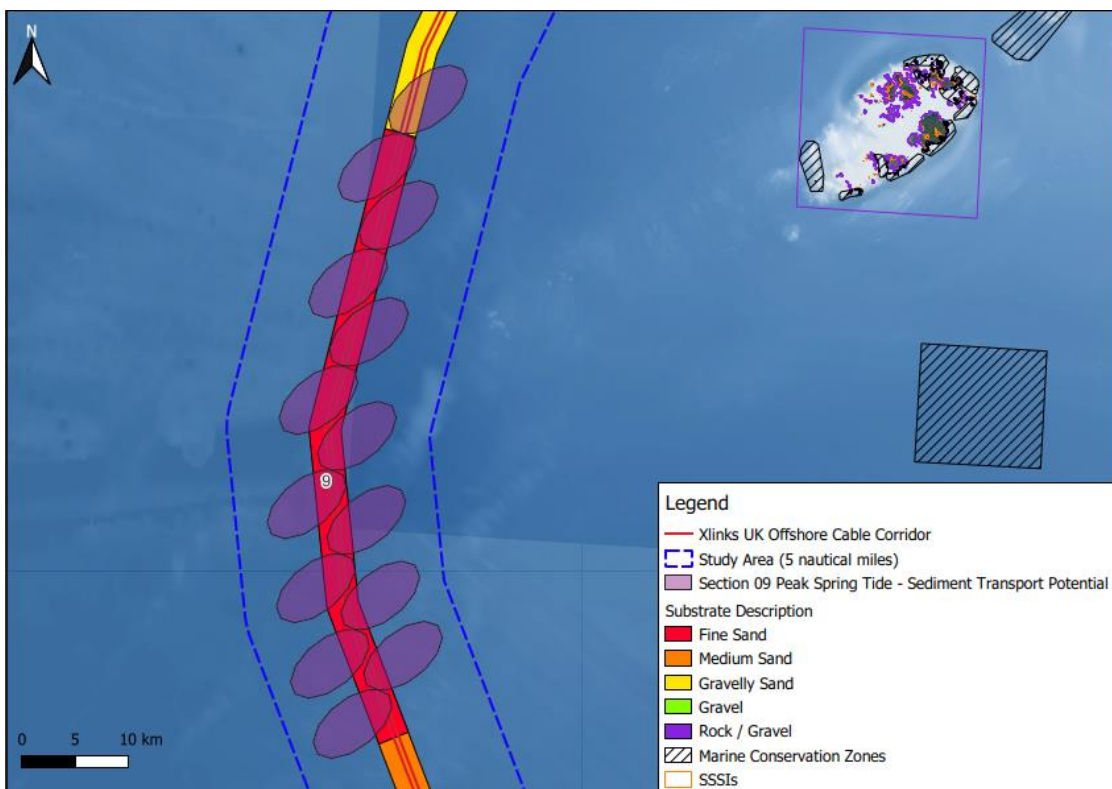 N
9
0 5 10 km
Legend
Xlinks UK Offshore Cable Corridor
Study Area (5 nautical miles)
Section 09 Peak Spring Tide - Sediment Transport Potential
Substrate Description
Fine Sand
Medium Sand
Gravelly Sand
Gravel
Rock / Gravel
Marine Conservation Zones
SSSIs